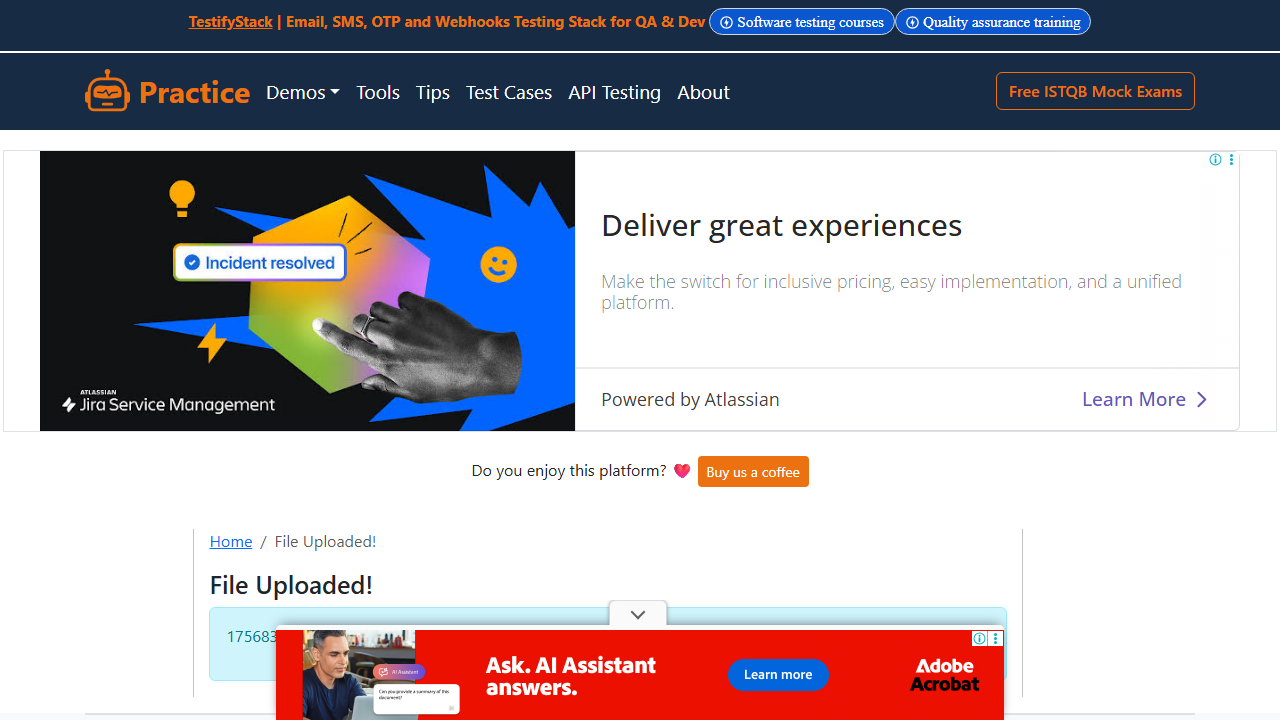 TestifyStack | Email, SMS, OTP and Webhooks Testing Stack for QA & Dev Software testing courses Quality assurance training
Practice Demos Tools Tips Test Cases API Testing About Free ISTQB Mock Exams
Incident resolved
ATLASSIAN
Jira Service Management
Deliver great experiences
Make the switch for inclusive pricing, easy implementation, and a unified
platform.
Powered by Atlassian Learn More
Do you enjoy this platform? Buy us a coffee
Home / File Uploaded!
File Uploaded!
175683
AI Assistant
Can you provide a summary of this
document?
Ask. AI Assistant
answers.
Learn more
Adobe
Acrobat